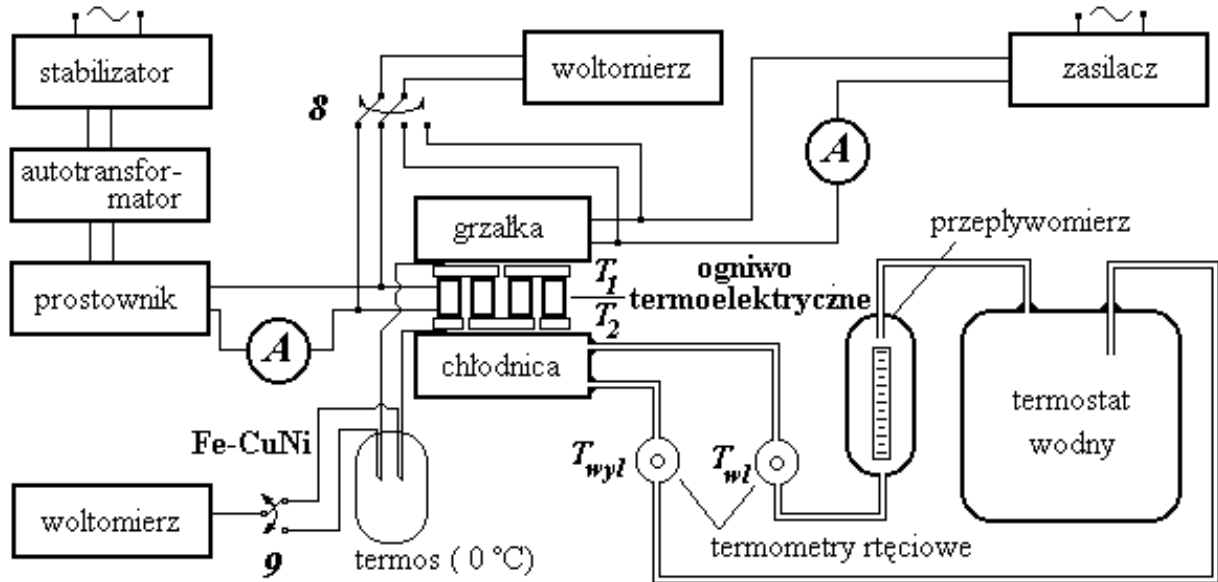 stabilizator
woltomierz
zasilacz
8
A
autotransfor-
mator
grzałka
przepływomierz
prostownik
T1
ogniwo
termoelektryczne
T2
A
chłodnica
termostat
wodny
Fe-CuNi
Twyl
Twl
woltomierz
9
termos ( 0 °C)
termometry rtęciowe